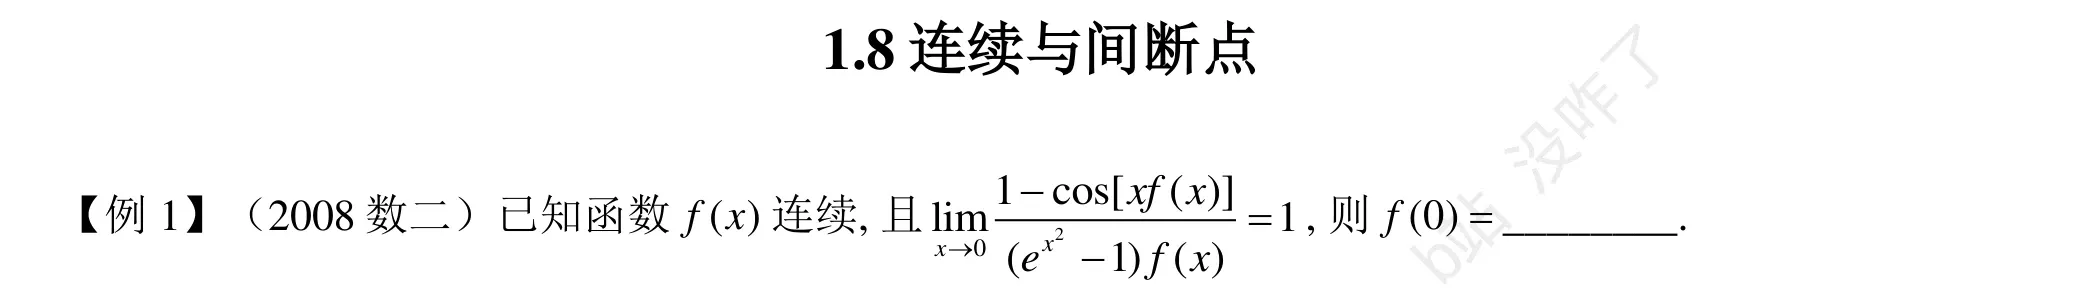 1.8 连续与间断点
【例 1】（2008 数二）已知函数 f(x) 连续, 且 lim_{x→0} \frac{1-cos[xf(x)]}{(e^{x^2}-1)f(x)} = 1, 则 f(0) = ________.
b站 没咋了